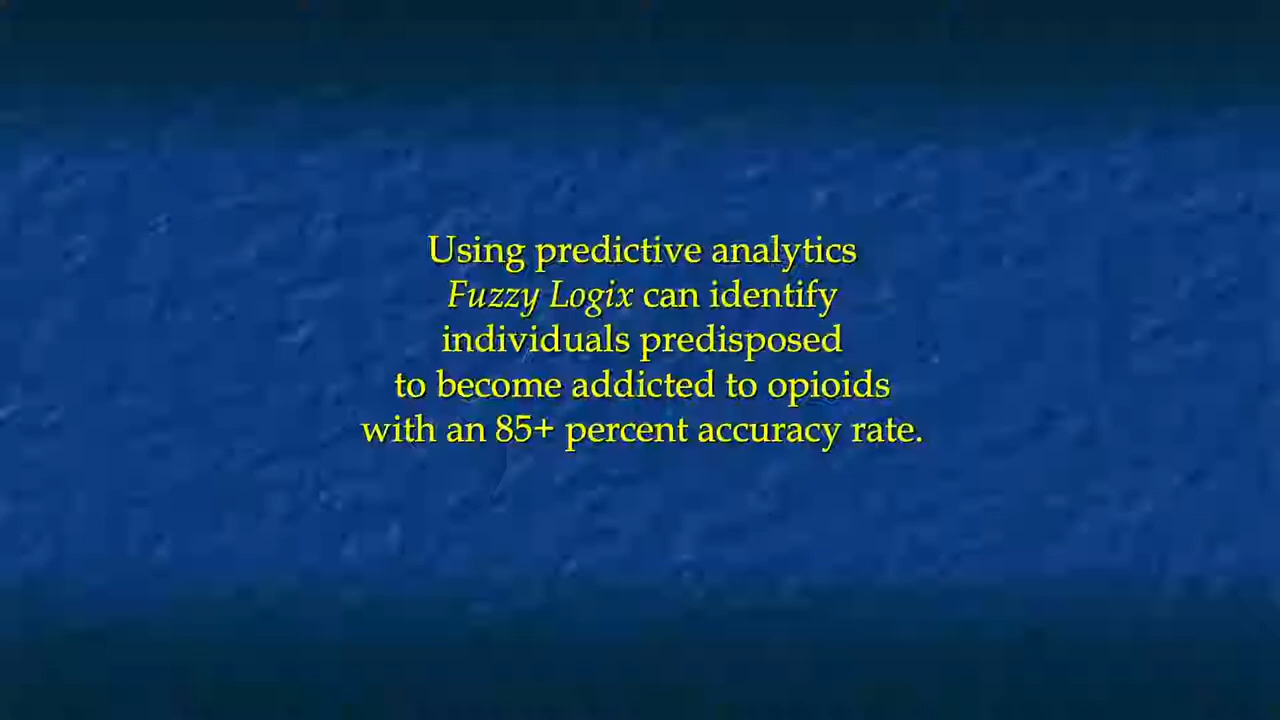 Using predictive analytics
Fuzzy Logix can identify
individuals predisposed
to become addicted to opioids
with an 85+ percent accuracy rate.